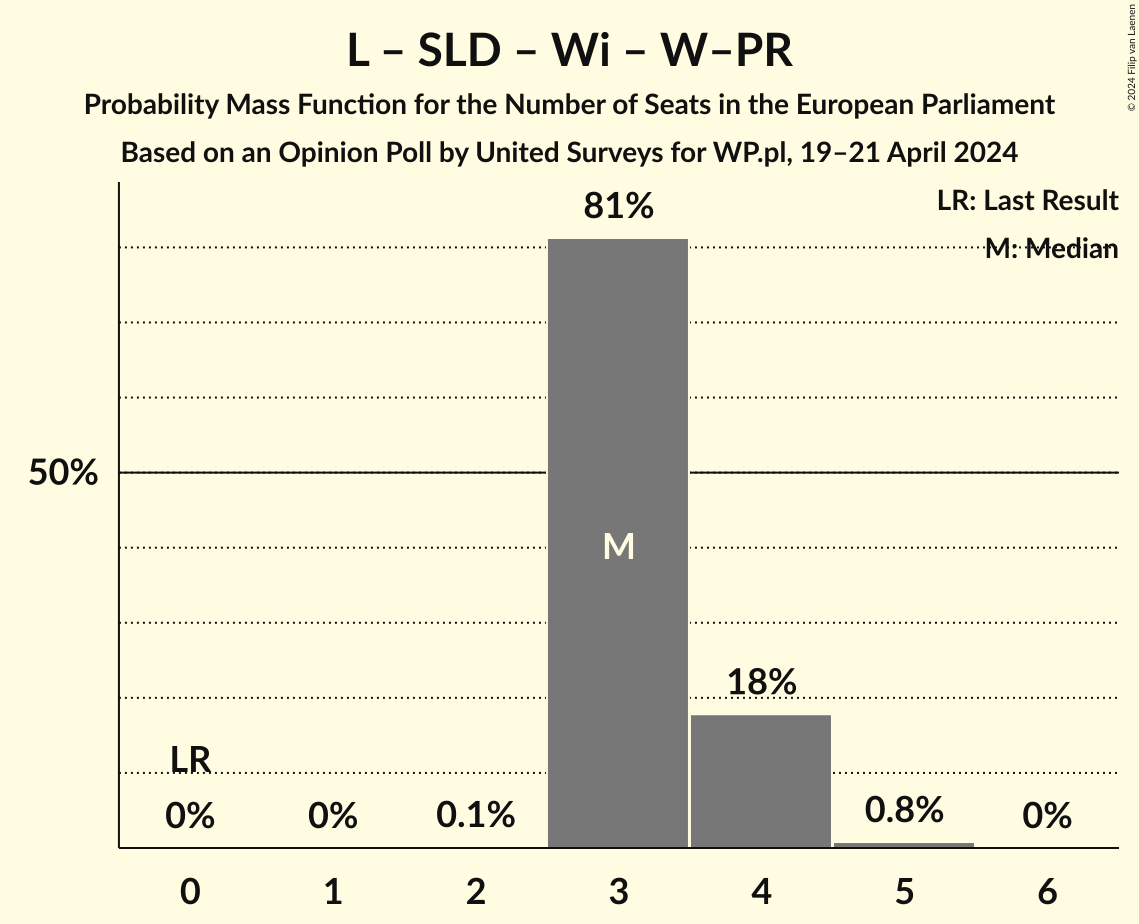 L – SLD – Wi – W–PR
Probability Mass Function for the Number of Seats in the European Parliament
Based on an Opinion Poll by United Surveys for WP.pl, 19–21 April 2024
© 2024 Filip van Laenen
LR: Last Result
M: Median
81%
50%
M
18%
LR
0%
0%
0.1%
0.8%
0%
0
1
2
3
4
5
6